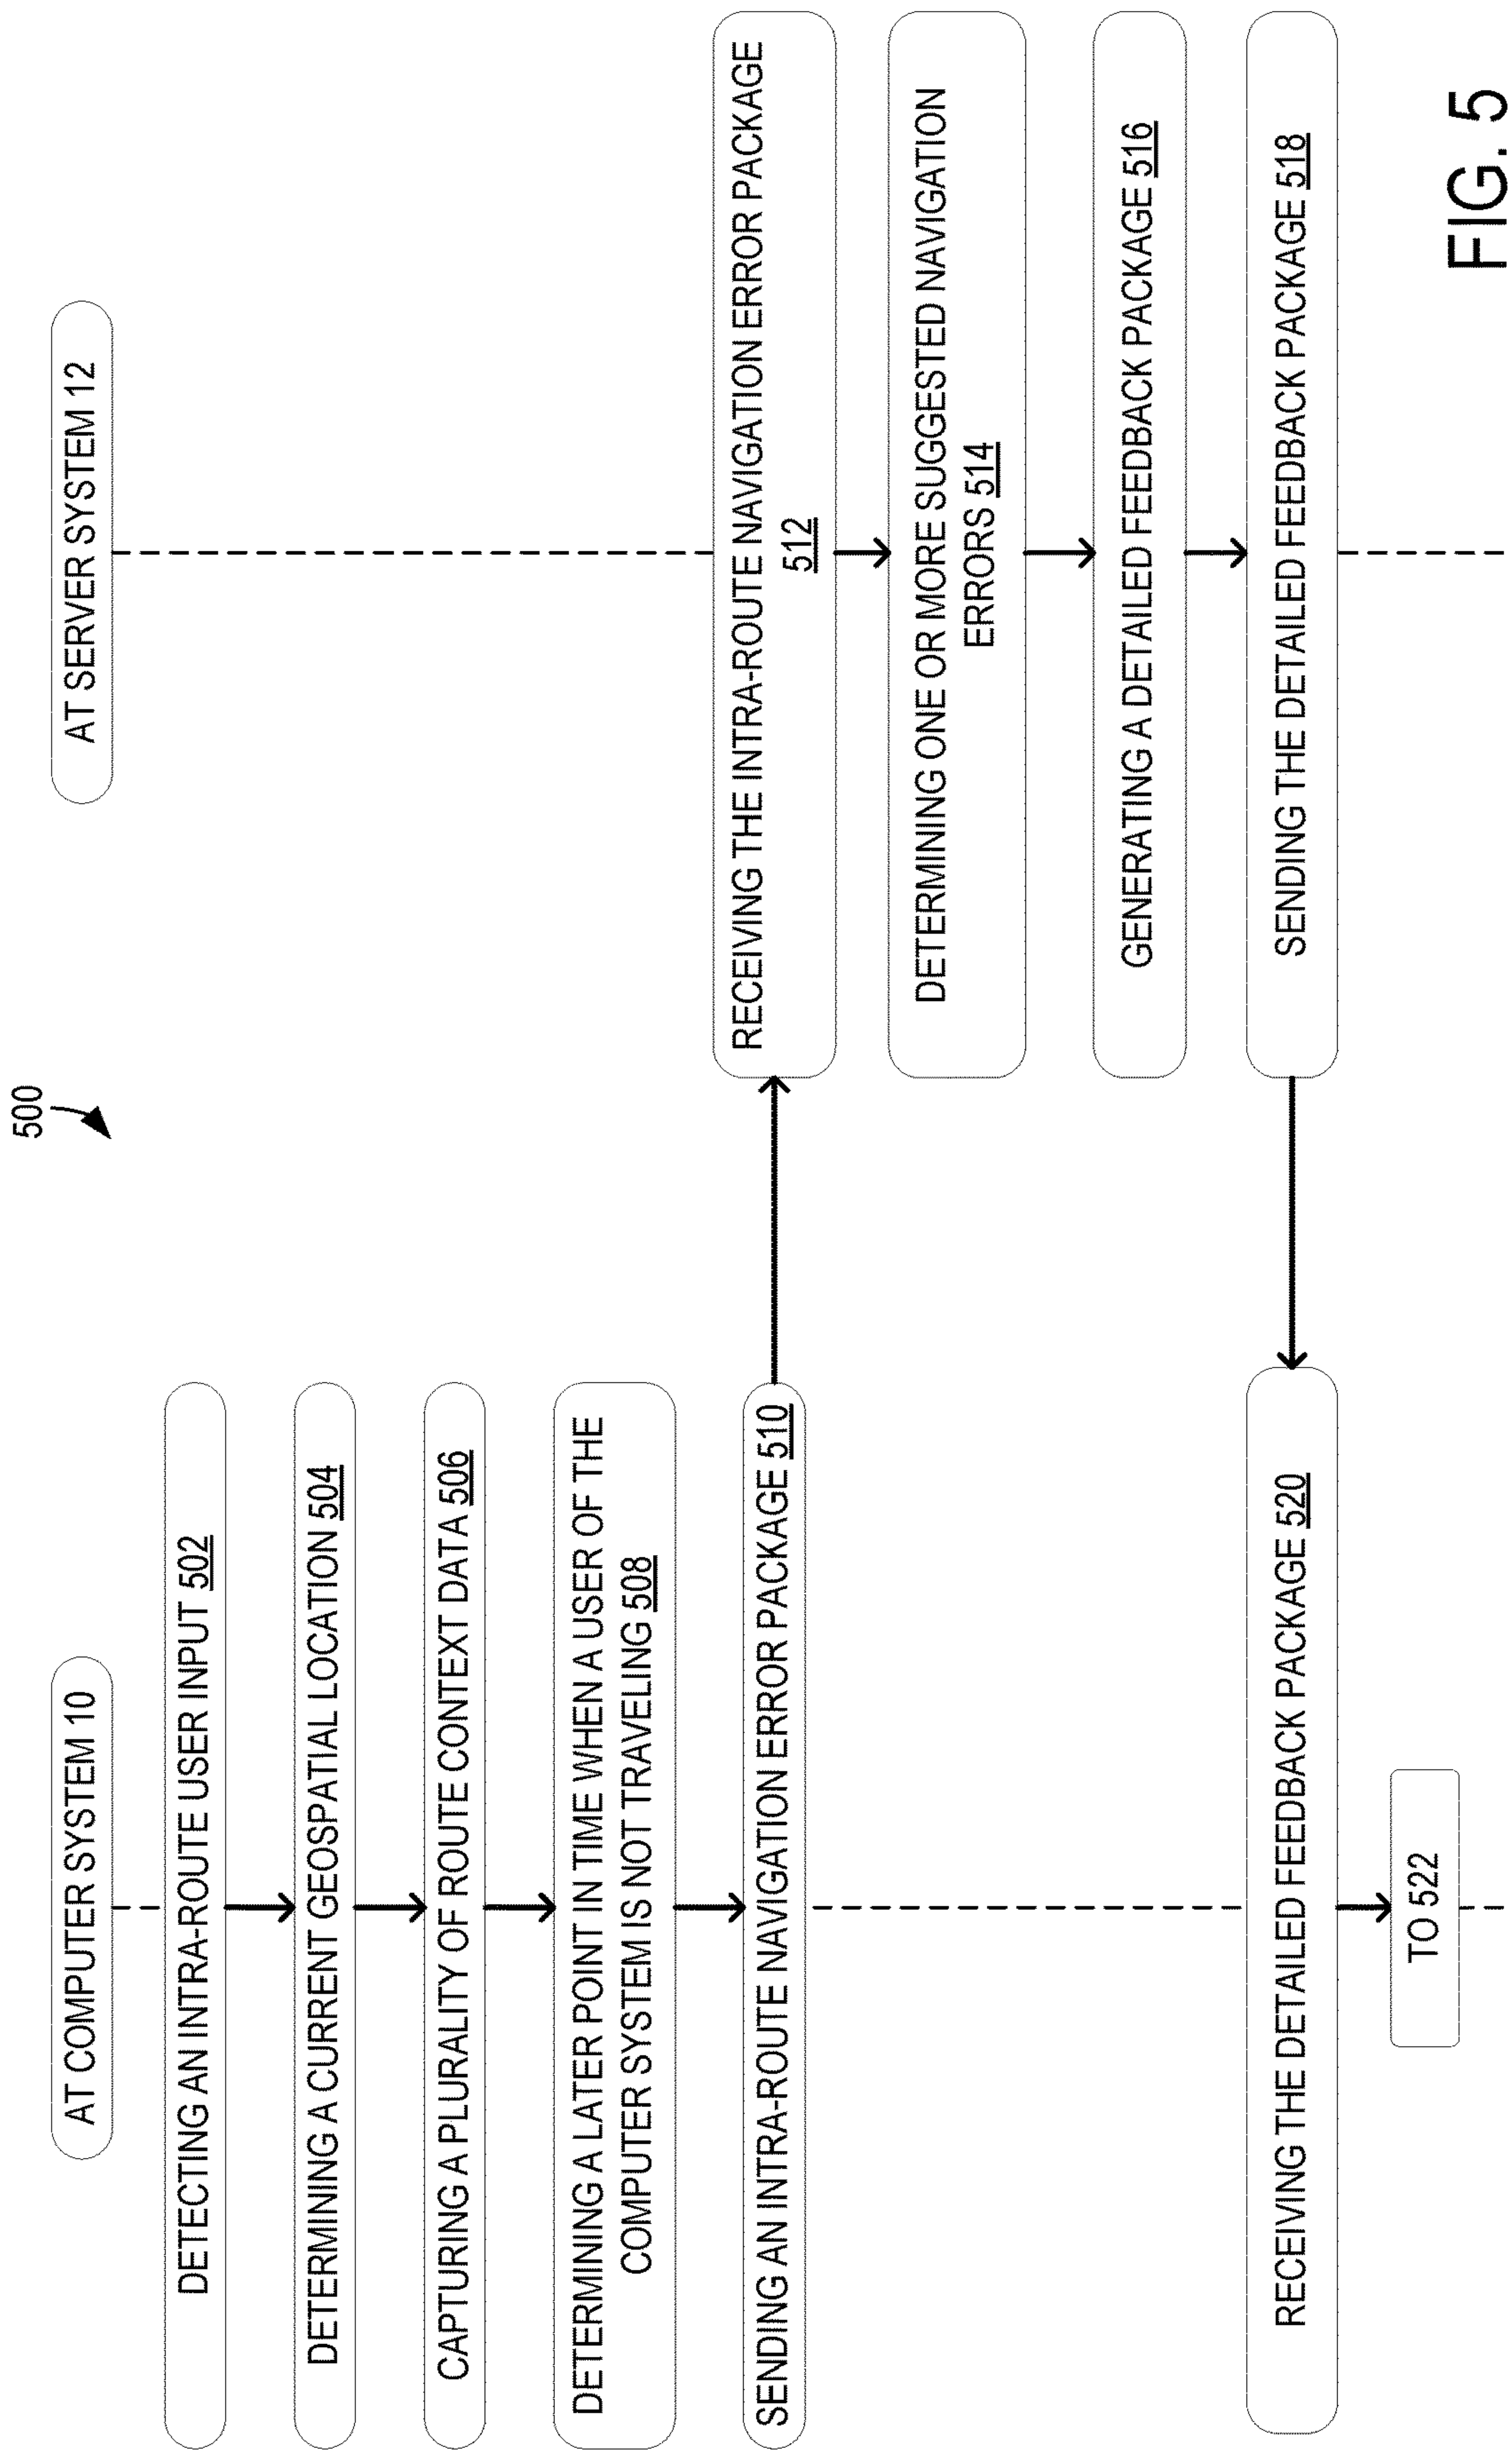 500
AT COMPUTER SYSTEM 10
AT SERVER SYSTEM 12
DETECTING AN INTRA-ROUTE USER INPUT 502
DETERMINING A CURRENT GEOSPATIAL LOCATION 504
CAPTURING A PLURALITY OF ROUTE CONTEXT DATA 506
DETERMINING A LATER POINT IN TIME WHEN A USER OF THE
COMPUTER SYSTEM IS NOT TRAVELING 508
SENDING AN INTRA-ROUTE NAVIGATION ERROR PACKAGE 510
RECEIVING THE INTRA-ROUTE NAVIGATION ERROR PACKAGE
512
DETERMINING ONE OR MORE SUGGESTED NAVIGATION
ERRORS 514
GENERATING A DETAILED FEEDBACK PACKAGE 516
SENDING THE DETAILED FEEDBACK PACKAGE 518
RECEIVING THE DETAILED FEEDBACK PACKAGE 520
TO 522
FIG. 5